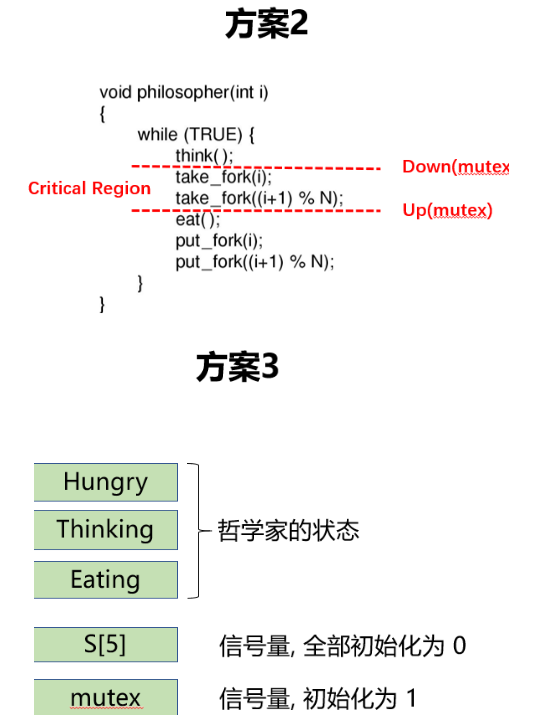 方案2
void philosopher(int i)
{
while (TRUE) {
think( );
Down(mutex
Critical Region
take_fork(i);
take_fork((i+1) % N);
Up(mutex)
eat( );
put_fork(i);
put_fork((i+1) % N);
}
}
方案3
Hungry
Thinking
哲学家的状态
Eating
S[5] 信号量, 全部初始化为 0
mutex 信号量, 初始化为 1